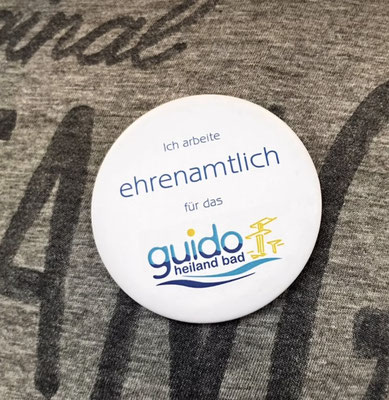 Ich arbeite
ehrenamtlich
für das
guido
heiland bad